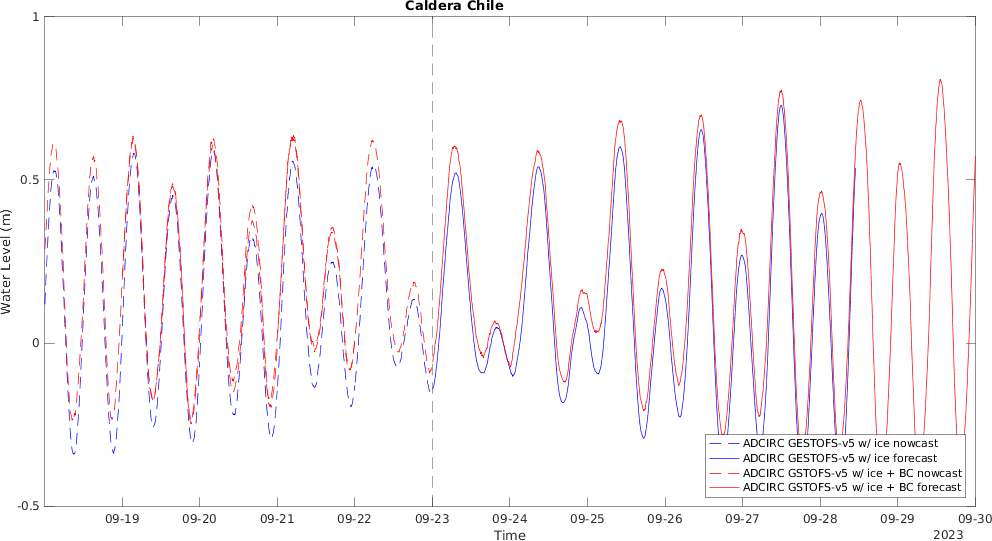 Caldera Chile
1
0.5
0
-0.5
Water Level (m)
ADCIRC GESTOFS-v5 w/ ice nowcast
ADCIRC GESTOFS-v5 w/ ice forecast
ADCIRC GSTOFS-v5 w/ ice + BC nowcast
ADCIRC GSTOFS-v5 w/ ice + BC forecast
09-19 09-20 09-21 09-22 09-23 09-24 09-25 09-26 09-27 09-28 09-29 09-30
Time 2023